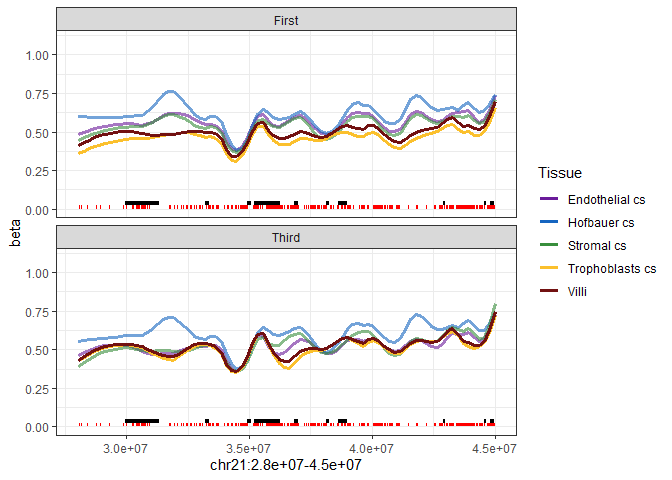 First
1.00
0.75
0.50
0.25
0.00
beta
Third
1.00
0.75
0.50
0.25
0.00
3.0e+07 3.5e+07 4.0e+07 4.5e+07
chr21:2.8e+07-4.5e+07
Tissue
Endothelial cs
Hofbauer cs
Stromal cs
Trophoblasts cs
Villi